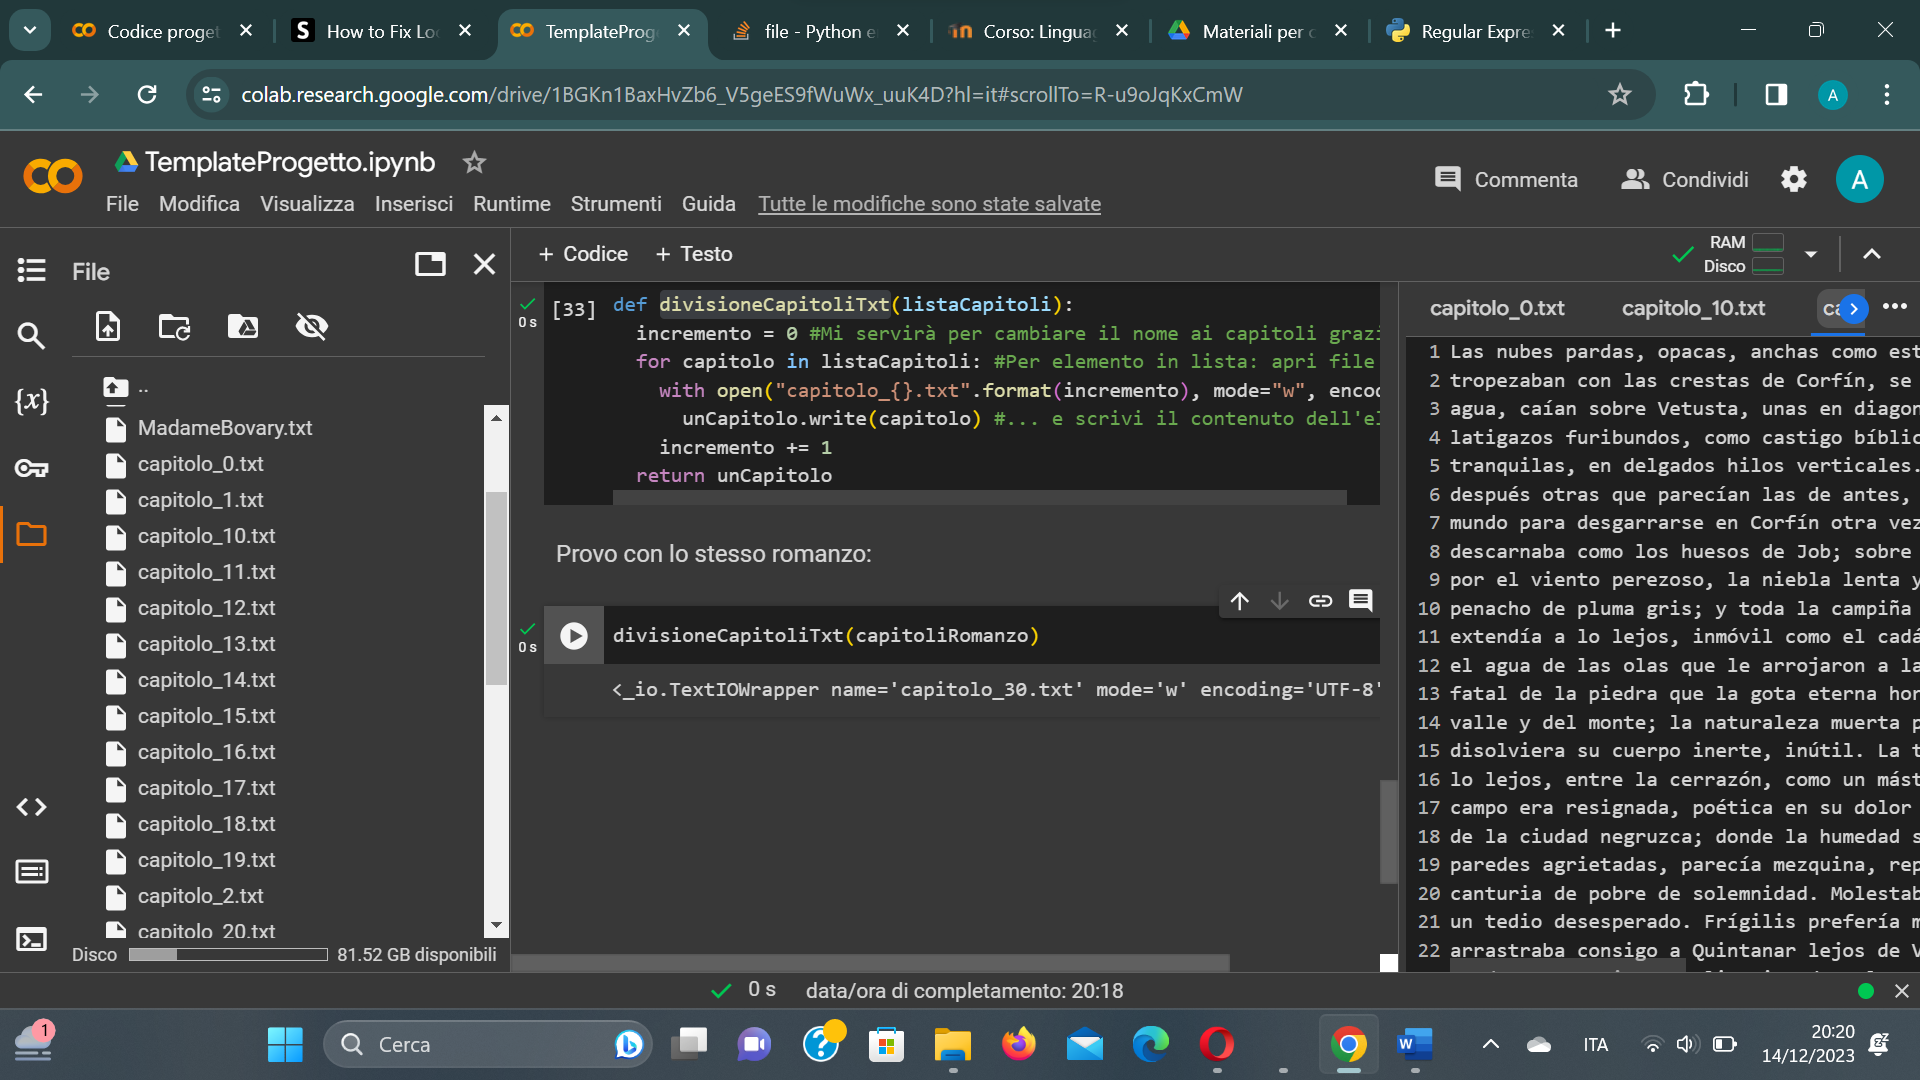 Codice proget
How to Fix Lo
TemplateProg
file - Python e
Corso: Lingua
Materiali per c
Regular Expre
colab.research.google.com/drive/1BGKn1BaxHvZb6_V5geES9fWuWx_uuK4D?hl=it#scrollTo=R-u9oJqKxCmW
A
TemplateProgetto.ipynb
File Modifica Visualizza Inserisci Runtime Strumenti Guida Tutte le modifiche sono state salvate
Commenta
Condividi
A
File
+ Codice + Testo
RAM
Disco
..
MadameBovary.txt
capitolo_0.txt
capitolo_1.txt
capitolo_10.txt
capitolo_11.txt
capitolo_12.txt
capitolo_13.txt
capitolo_14.txt
capitolo_15.txt
capitolo_16.txt
capitolo_17.txt
capitolo_18.txt
capitolo_19.txt
capitolo_2.txt
capitolo_20.txt
Disco 81.52 GB disponibili
0 s
[33] def divisioneCapitoliTxt(listaCapitoli):
incremento = 0 #Mi servirà per cambiare il nome ai capitoli grazi
for capitolo in listaCapitoli: #Per elemento in lista: apri file
with open("capitolo_{}.txt".format(incremento), mode="w", enco
unCapitolo.write(capitolo) #... e scrivi il contenuto dell'el
incremento += 1
return unCapitolo
Provo con lo stesso romanzo:
0 s
divisioneCapitoliTxt(capitoliRomanzo)
<_io.TextIOWrapper name='capitolo_30.txt' mode='w' encoding='UTF-8'
capitolo_0.txt capitolo_10.txt ca
1 Las nubes pardas, opacas, anchas como est
2 tropezaban con las crestas de Corfín, se
3 agua, caían sobre Vetusta, unas en diagon
4 latigazos furibundos, como castigo bíblic
5 tranquilas, en delgados hilos verticales.
6 después otras que parecían las de antes,
7 mundo para desgarrarse en Corfín otra vez
8 descarnaba como los huesos de Job; sobre
9 por el viento perezoso, la niebla lenta y
10 penacho de pluma gris; y toda la campiña
11 extendía a lo lejos, inmóvil como el cadá
12 el agua de las olas que le arrojaron a la
13 fatal de la piedra que la gota eterna hor
14 valle y del monte; la naturaleza muerta p
15 disolviera su cuerpo inerte, inútil. La t
16 lo lejos, entre la cerrazón, como un mást
17 campo era resignada, poética en su dolor
18 de la ciudad negruzca; donde la humedad s
19 paredes agrietadas, parecía mezquina, rep
20 canturia de pobre de solemnidad. Molestab
21 un tedio desesperado. Frígilis prefería m
22 arrastraba consigo a Quintanar lejos de V
0 s data/ora di completamento: 20:18
1
Cerca
ITA
20:20
14/12/2023